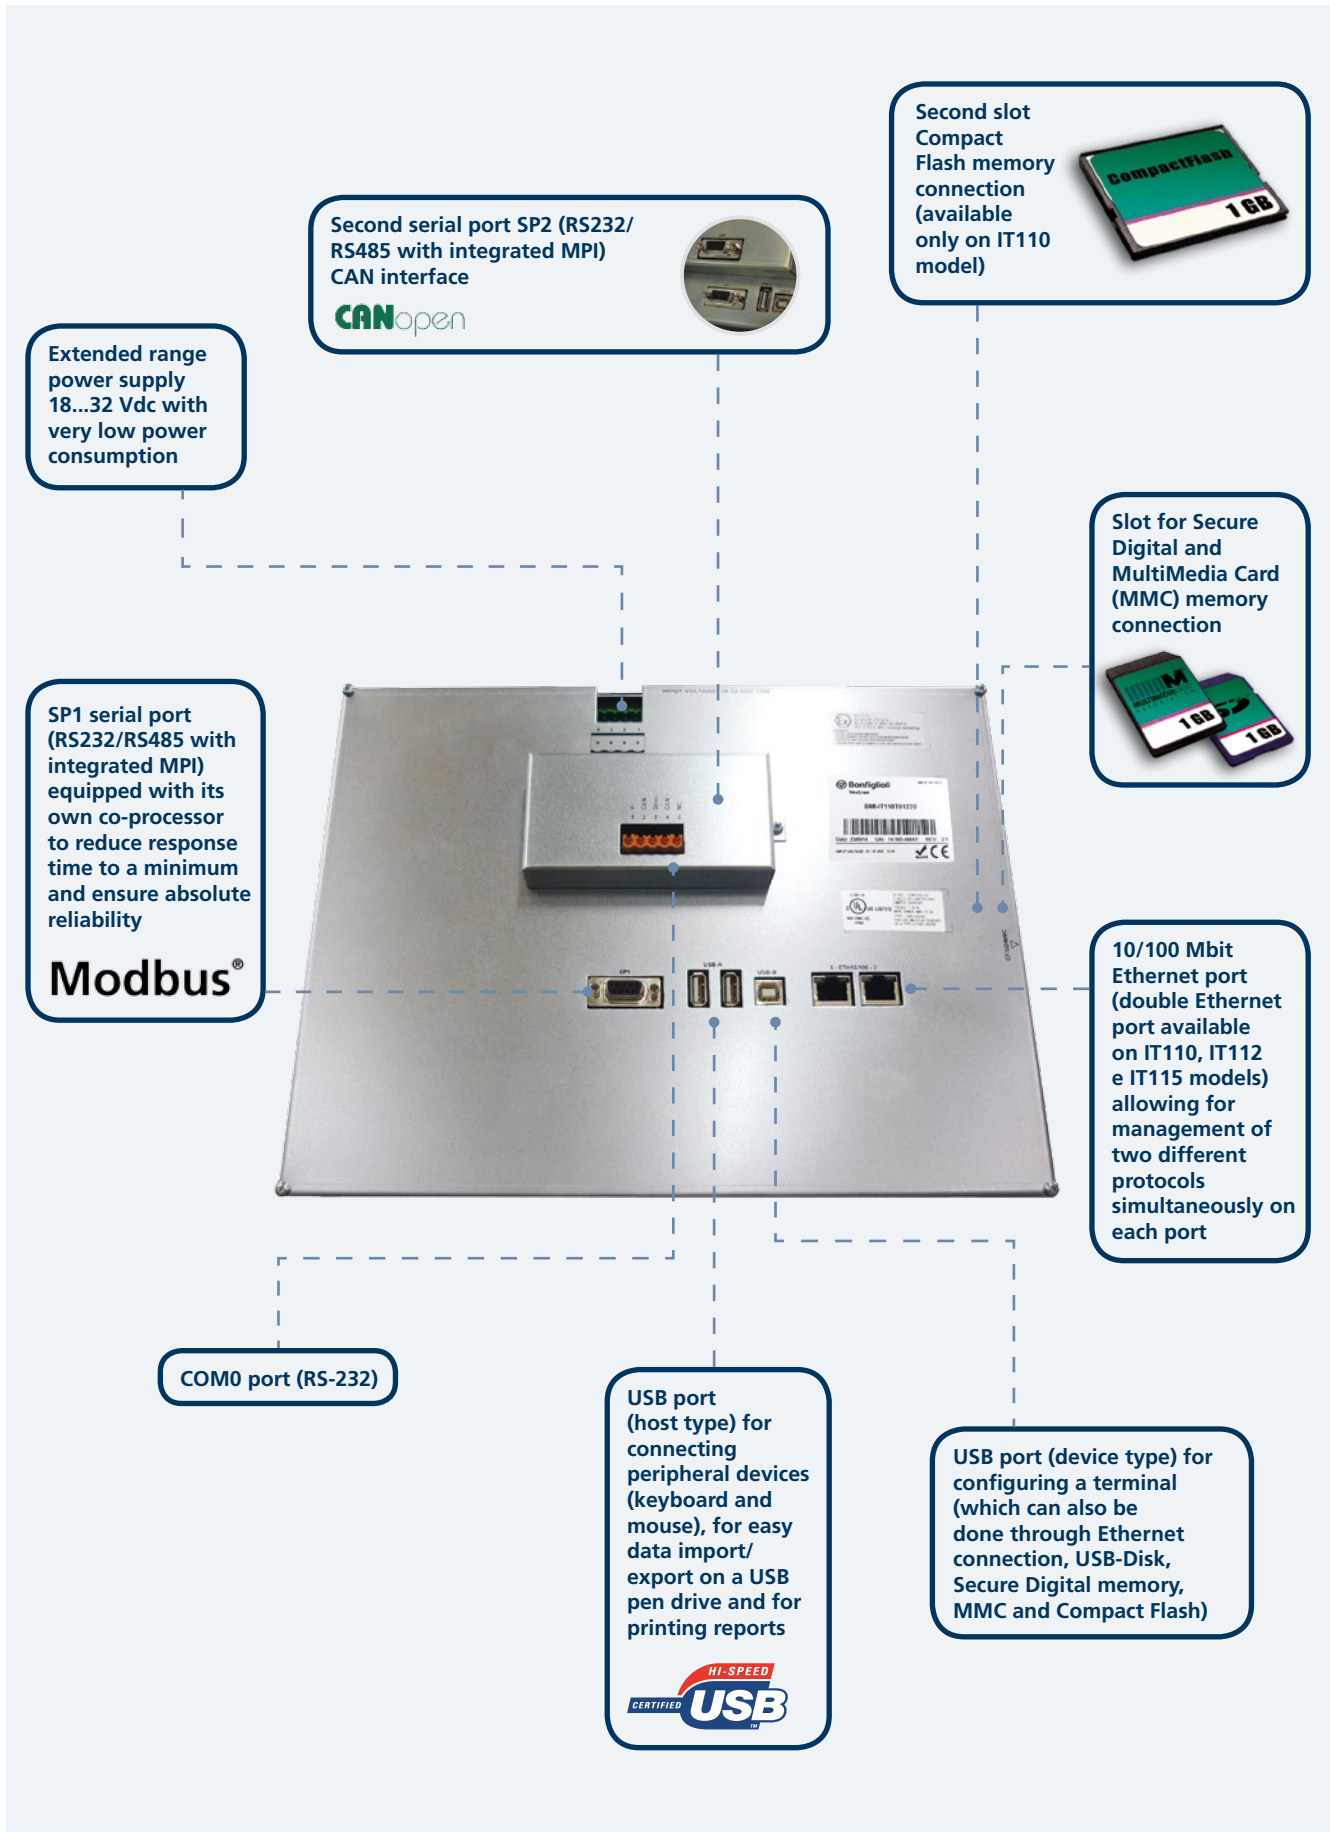 Second slot
Compact
Flash memory
connection
(available
only on IT110
model)
CompactFlash
1 GB
Second serial port SP2 (RS232/
RS485 with integrated MPI)
CAN interface
CANopen
Extended range
power supply
18...32 Vdc with
very low power
consumption
Slot for Secure
Digital and
MultiMedia Card
(MMC) memory
connection
MULTIMEDIA
1 GB
1 GB
SP1 serial port
(RS232/RS485 with
integrated MPI)
equipped with its
own co-processor
to reduce response
time to a minimum
and ensure absolute
reliability
Modbus®
Bonfiglioli
CE
SP1
USB-A
USB-B
10/100 Mbit
Ethernet port
(double Ethernet
port available
on IT110, IT112
e IT115 models)
allowing for
management of
two different
protocols
simultaneously on
each port
COM0 port (RS-232)
USB port
(host type) for
connecting
peripheral devices
(keyboard and
mouse), for easy
data import/
export on a USB
pen drive and for
printing reports
HI-SPEED
CERTIFIED
USB
TM
USB port (device type) for
configuring a terminal
(which can also be
done through Ethernet
connection, USB-Disk,
Secure Digital memory,
MMC and Compact Flash)